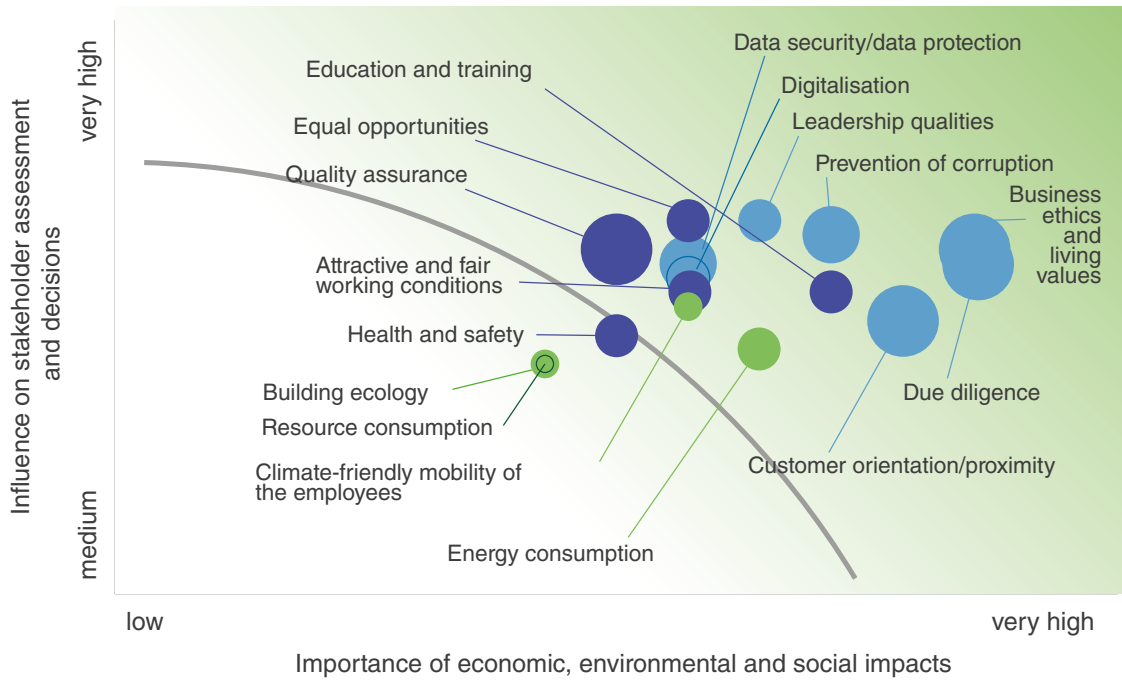 Data security/data protection
Education and training
Digitalisation
Leadership qualities
Equal opportunities
Prevention of corruption
Quality assurance
Business
ethics
and
living
values
Attractive and fair
working conditions
Health and safety
Building ecology
Due diligence
Resource consumption
Climate-friendly mobility of
the employees
Customer orientation/proximity
Energy consumption
Influence on stakeholder assessment
and decisions
very high
medium
low
very high
Importance of economic, environmental and social impacts